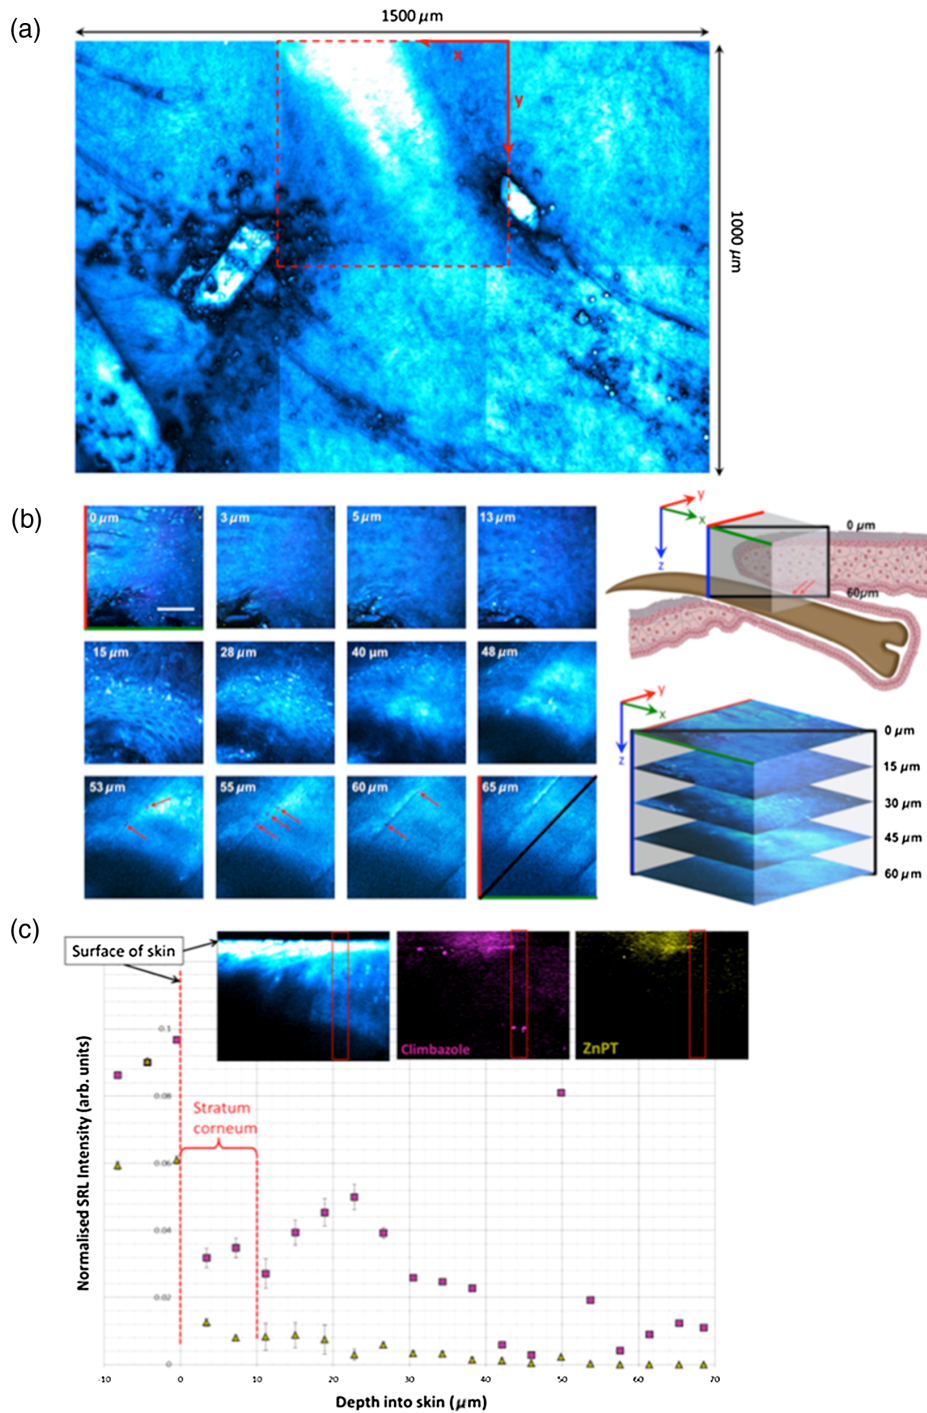 (a)
1500 µm
x
y
1000 µm
(b)
0 µm
3 µm
5 µm
13 µm
15 µm
28 µm
40 µm
48 µm
53 µm
55 µm
60 µm
65 µm
y
x
z
0 µm
60µm
y
x
z
0 µm
15 µm
30 µm
45 µm
60 µm
(c)
Surface of skin
Climbazole
ZnPT
Stratum
corneum
Normalised SRL Intensity (arb. units)
0.1
0.08
0.06
0.04
0.02
0
-10 0 10 20 30 40 50 60 70
Depth into skin (µm)